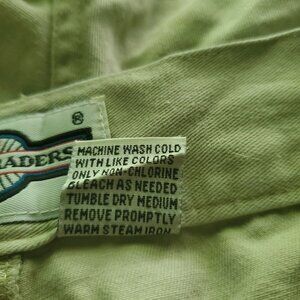 ®
RADERS
MACHINE WASH COLD
WITH LIKE COLORS
ONLY NON-CHLORINE
BLEACH AS NEEDED
TUMBLE DRY MEDIUM
REMOVE PROMPTLY
WARM STEAM IRON